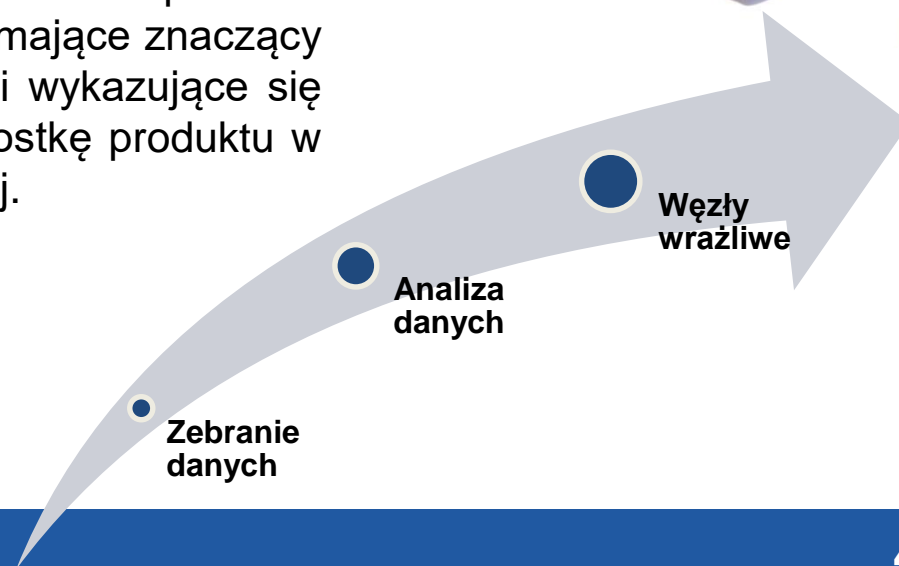 mające znaczący
i wykazujące się
ostkę produktu w
j.
Węzły
wrażliwe
Analiza
danych
Zebranie
danych